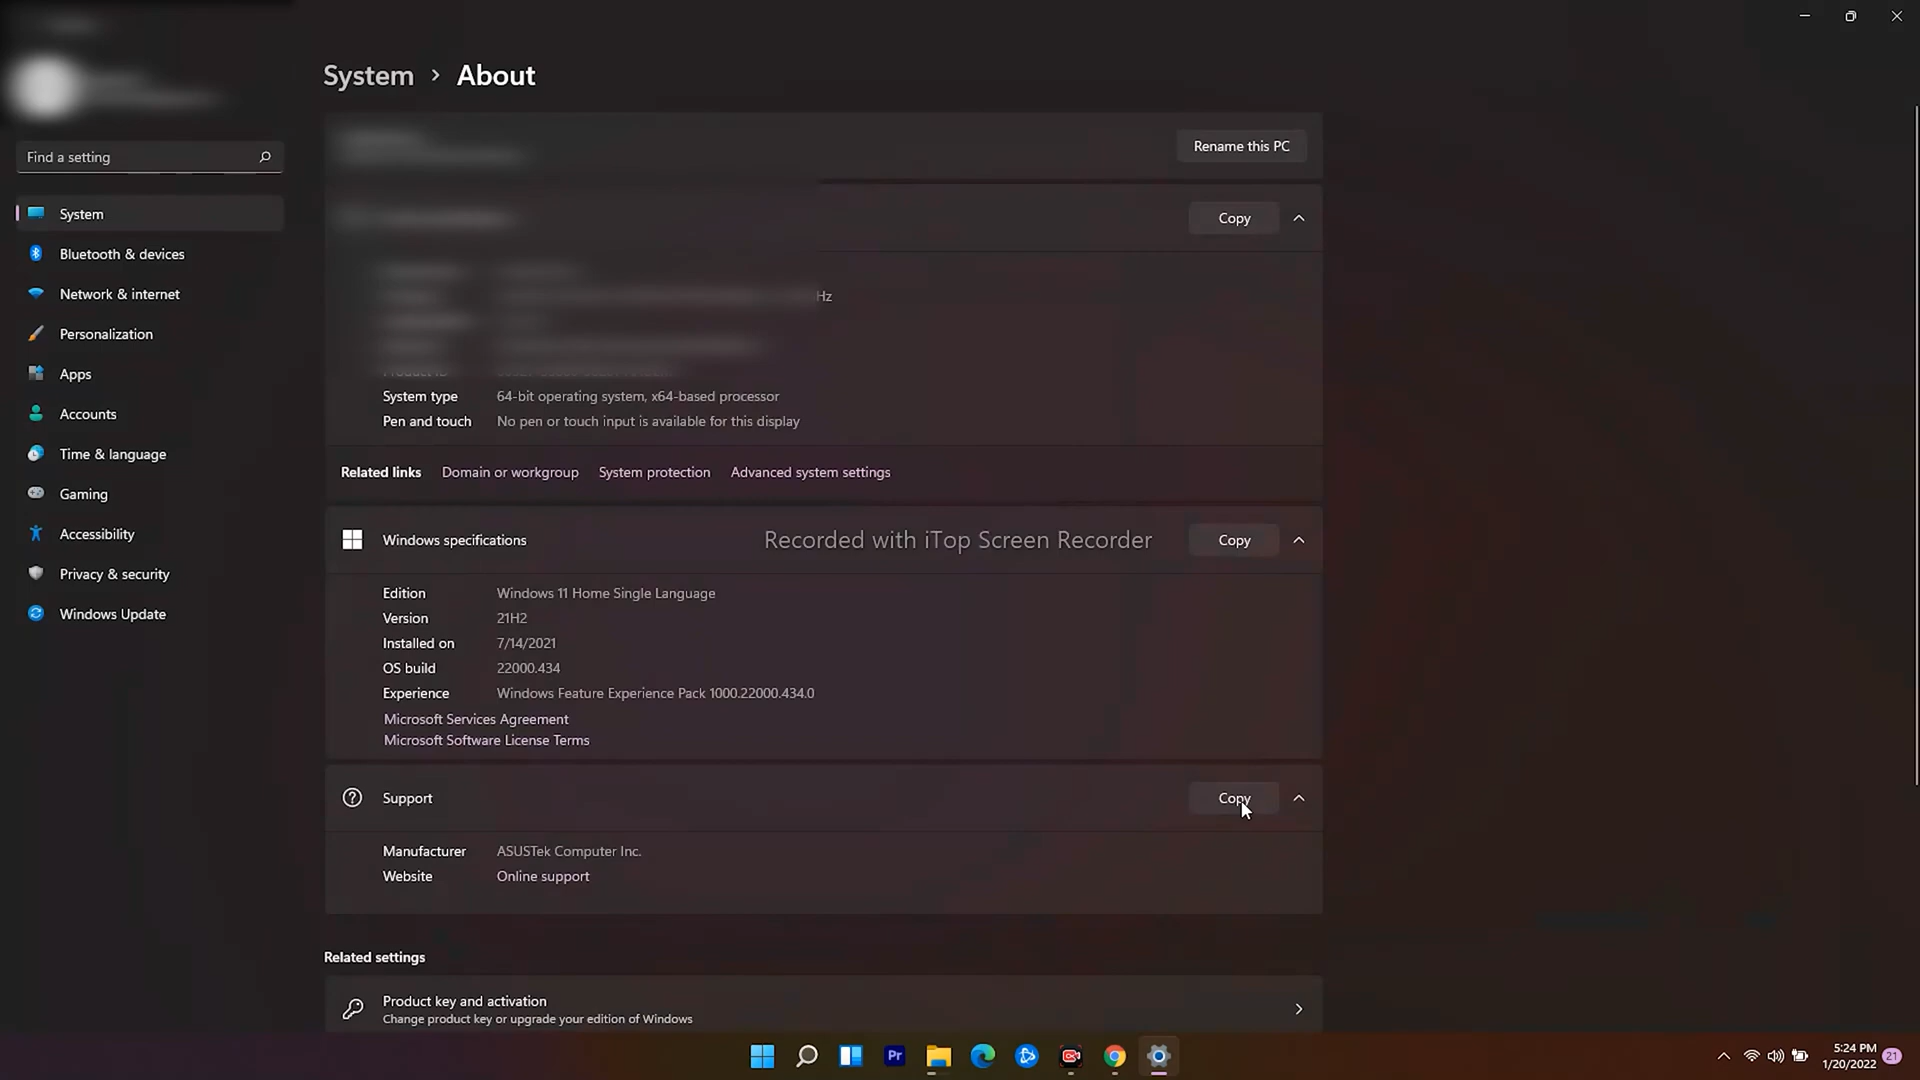 System > About
Rename this PC
Find a setting
System
Bluetooth & devices
Network & internet
Personalization
Apps
Accounts
Time & language
Gaming
Accessibility
Privacy & security
Windows Update
Copy
Hz
System type 64-bit operating system, x64-based processor
Pen and touch No pen or touch input is available for this display
Related links Domain or workgroup System protection Advanced system settings
Windows specifications Recorded with iTop Screen Recorder Copy
Edition Windows 11 Home Single Language
Version 21H2
Installed on 7/14/2021
OS build 22000.434
Experience Windows Feature Experience Pack 1000.22000.434.0
Microsoft Services Agreement
Microsoft Software License Terms
Support Copy
Manufacturer ASUSTek Computer Inc.
Website Online support
Related settings
Product key and activation
Change product key or upgrade your edition of Windows
Pr
5:24 PM
1/20/2022 21